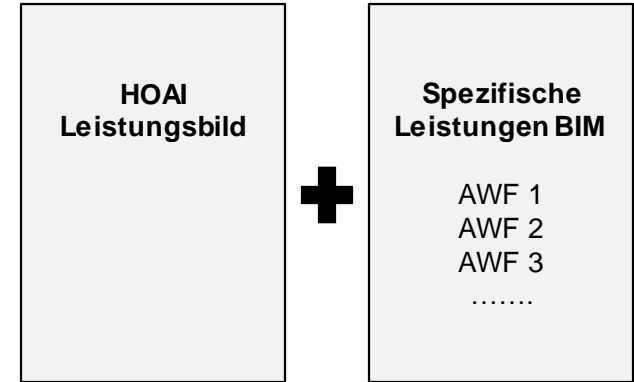 HOAI
Leistungsbild
Spezifische
Leistungen BIM
AWF 1
AWF 2
AWF 3
.......